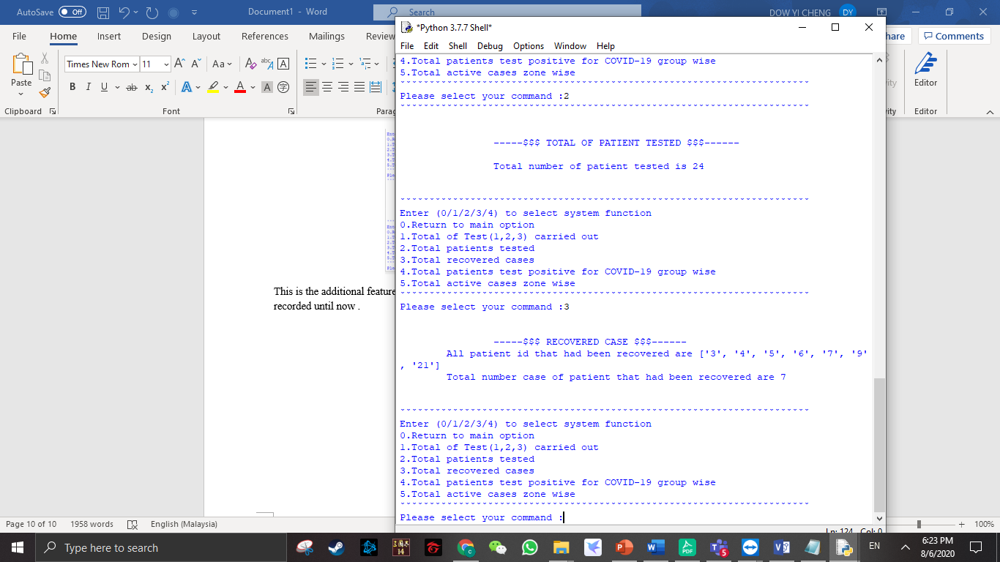 AutoSave Off Document1 - Word Search DOW YI CHENG DY
File Home Insert Design Layout References Mailings Review Comments
Times New Rom 11 Aa A
Paste B I U ab x₂ x² A A A Editor
Clipboard Font Editor
*Python 3.7.7 Shell*
File Edit Shell Debug Options Window Help
4.Total patients test positive for COVID-19 group wise
5.Total active cases zone wise
----------------------------------------------------------------------
Please select your command :2
----------------------------------------------------------------------
-----$$$ TOTAL OF PATIENT TESTED $$$------
Total number of patient tested is 24
----------------------------------------------------------------------
Enter (0/1/2/3/4) to select system function
0.Return to main option
1.Total of Test(1,2,3) carried out
2.Total patients tested
3.Total recovered cases
4.Total patients test positive for COVID-19 group wise
5.Total active cases zone wise
----------------------------------------------------------------------
Please select your command :3
-----$$$ RECOVERED CASE $$$------
All patient id that had been recovered are ['3', '4', '5', '6', '7', '9'
, '21']
Total number case of patient that had been recovered are 7
----------------------------------------------------------------------
Enter (0/1/2/3/4) to select system function
0.Return to main option
1.Total of Test(1,2,3) carried out
2.Total patients tested
3.Total recovered cases
4.Total patients test positive for COVID-19 group wise
5.Total active cases zone wise
----------------------------------------------------------------------
Please select your command :
Ln: 124 Col: 0
This is the additional feature
recorded until now .
Page 10 of 10 1958 words English (Malaysia) 100%
Type here to search EN 6:23 PM
8/6/2020